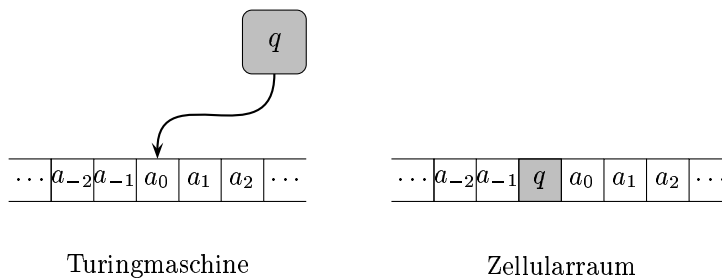 q
⋯ a₋₂ a₋₁ a₀ a₁ a₂ ⋯
⋯ a₋₂ a₋₁ q a₀ a₁ a₂ ⋯
Turingmaschine
Zellularraum